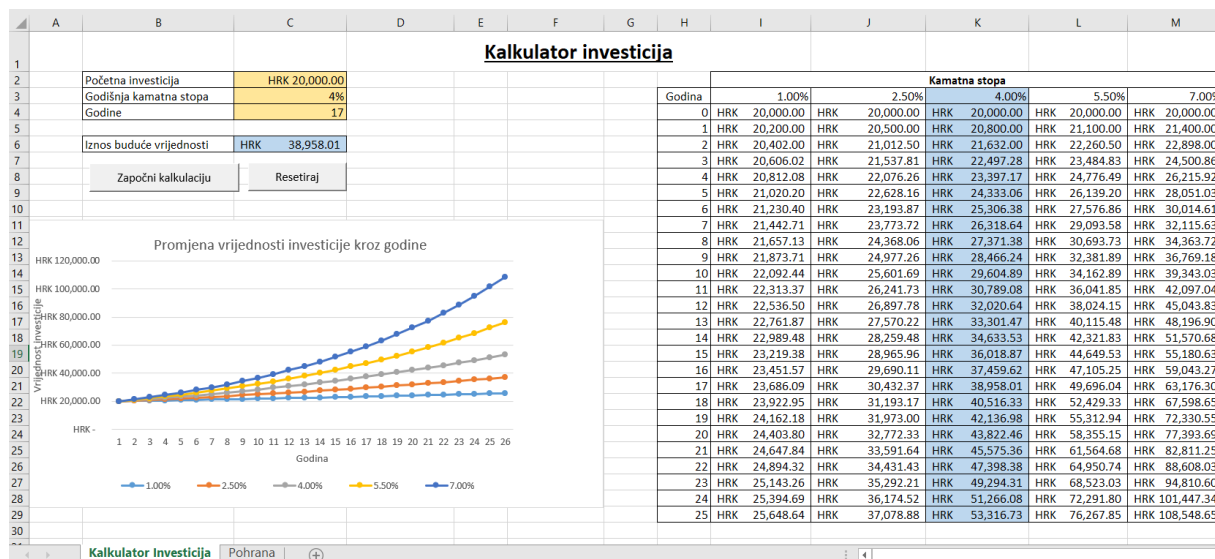 A B C D E F G H I J K L M
1 Kalkulator investicija
2 Početna investicija HRK 20,000.00 Kamatna stopa
3 Godišnja kamatna stopa 4% Godina 1.00% 2.50% 4.00% 5.50% 7.00%
4 Godine 17 0 HRK 20,000.00 HRK 20,000.00 HRK 20,000.00 HRK 20,000.00 HRK 20,000.00
5 1 HRK 20,200.00 HRK 20,500.00 HRK 20,800.00 HRK 21,100.00 HRK 21,400.00
6 Iznos buduće vrijednosti HRK 38,958.01 2 HRK 20,402.00 HRK 21,012.50 HRK 21,632.00 HRK 22,260.50 HRK 22,898.00
7 3 HRK 20,606.02 HRK 21,537.81 HRK 22,497.28 HRK 23,484.83 HRK 24,500.86
8 Započni kalkulaciju Resetiraj 4 HRK 20,812.08 HRK 22,076.26 HRK 23,397.17 HRK 24,776.49 HRK 26,215.92
9 5 HRK 21,020.20 HRK 22,628.16 HRK 24,333.06 HRK 26,139.20 HRK 28,051.03
10 6 HRK 21,230.40 HRK 23,193.87 HRK 25,306.38 HRK 27,576.86 HRK 30,014.61
11 7 HRK 21,442.71 HRK 23,773.72 HRK 26,318.64 HRK 29,093.58 HRK 32,115.63
12 8 HRK 21,657.13 HRK 24,368.06 HRK 27,371.38 HRK 30,693.73 HRK 34,363.72
13 9 HRK 21,873.71 HRK 24,977.26 HRK 28,466.24 HRK 32,381.89 HRK 36,769.18
14 10 HRK 22,092.44 HRK 25,601.69 HRK 29,604.89 HRK 34,162.89 HRK 39,343.03
15 11 HRK 22,313.37 HRK 26,241.73 HRK 30,789.08 HRK 36,041.85 HRK 42,097.04
16 12 HRK 22,536.50 HRK 26,897.78 HRK 32,020.64 HRK 38,024.15 HRK 45,043.83
17 13 HRK 22,761.87 HRK 27,570.22 HRK 33,301.47 HRK 40,115.48 HRK 48,196.90
18 14 HRK 22,989.48 HRK 28,259.48 HRK 34,633.53 HRK 42,321.83 HRK 51,570.68
19 15 HRK 23,219.38 HRK 28,965.96 HRK 36,018.87 HRK 44,649.53 HRK 55,180.63
20 16 HRK 23,451.57 HRK 29,690.11 HRK 37,459.62 HRK 47,105.25 HRK 59,043.27
21 17 HRK 23,686.09 HRK 30,432.37 HRK 38,958.01 HRK 49,696.04 HRK 63,176.30
22 18 HRK 23,922.95 HRK 31,193.17 HRK 40,516.33 HRK 52,429.33 HRK 67,598.65
23 19 HRK 24,162.18 HRK 31,973.00 HRK 42,136.98 HRK 55,312.94 HRK 72,330.55
24 20 HRK 24,403.80 HRK 32,772.33 HRK 43,822.46 HRK 58,355.15 HRK 77,393.69
25 21 HRK 24,647.84 HRK 33,591.64 HRK 45,575.36 HRK 61,564.68 HRK 82,811.25
26 22 HRK 24,894.32 HRK 34,431.43 HRK 47,398.38 HRK 64,950.74 HRK 88,608.03
27 23 HRK 25,143.26 HRK 35,292.21 HRK 49,294.31 HRK 68,523.03 HRK 94,810.60
28 24 HRK 25,394.69 HRK 36,174.52 HRK 51,266.08 HRK 72,291.80 HRK 101,447.34
29 25 HRK 25,648.64 HRK 37,078.88 HRK 53,316.73 HRK 76,267.85 HRK 108,548.65
30
Promjena vrijednosti investicije kroz godine
Vrijednost investicije
HRK 120,000.00
HRK 100,000.00
HRK 80,000.00
HRK 60,000.00
HRK 40,000.00
HRK 20,000.00
HRK -
1 2 3 4 5 6 7 8 9 10 11 12 13 14 15 16 17 18 19 20 21 22 23 24 25 26
Godina
1.00% 2.50% 4.00% 5.50% 7.00%
Kalkulator Investicija Pohrana